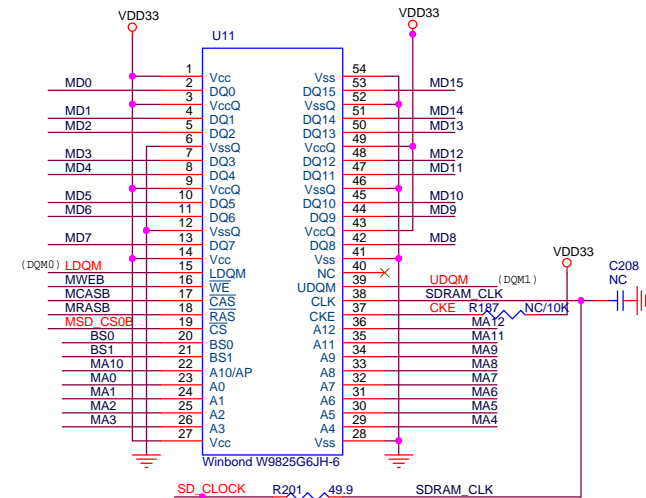 VDD33 VDD33
U11
1 Vcc Vss 54
MD0 2 DQ0 DQ15 53 MD15
3 VccQ VssQ 52
MD1 4 DQ1 DQ14 51 MD14
MD2 5 DQ2 DQ13 50 MD13
6 VssQ VccQ 49
MD3 7 DQ3 DQ12 48 MD12
MD4 8 DQ4 DQ11 47 MD11
9 VccQ VssQ 46
MD5 10 DQ5 DQ10 45 MD10
MD6 11 DQ6 DQ9 44 MD9
12 VssQ VccQ 43
MD7 13 DQ7 DQ8 42 MD8
14 Vcc Vss 41 VDD33
(DQM0) LDQM 15 LDQM NC 40 C208
MWEB 16 WE UDQM 39 UDQM (DQM1) NC
MCASB 17 CAS CLK 38 SDRAM_CLK
MRASB 18 RAS CKE 37 CKE R187 NC/10K
MSD_CS0B 19 CS A12 36 MA12
BS0 20 BS0 A11 35 MA11
BS1 21 BS1 A9 34 MA9
MA10 22 A10/AP A8 33 MA8
MA0 23 A0 A7 32 MA7
MA1 24 A1 A6 31 MA6
MA2 25 A2 A5 30 MA5
MA3 26 A3 A4 29 MA4
27 Vcc Vss 28
Winbond W9825G6JH-6
SD_CLOCK R201 49.9 SDRAM_CLK